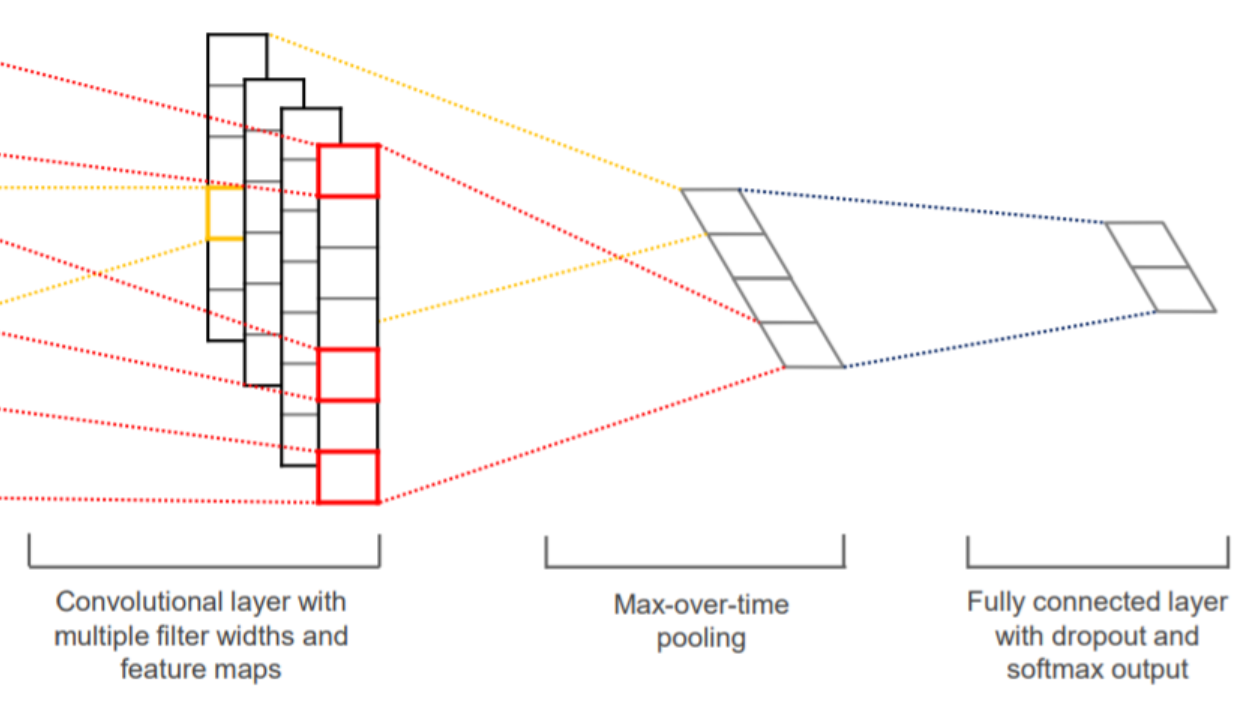 Convolutional layer with
multiple filter widths and
feature maps
Max-over-time
pooling
Fully connected layer
with dropout and
softmax output